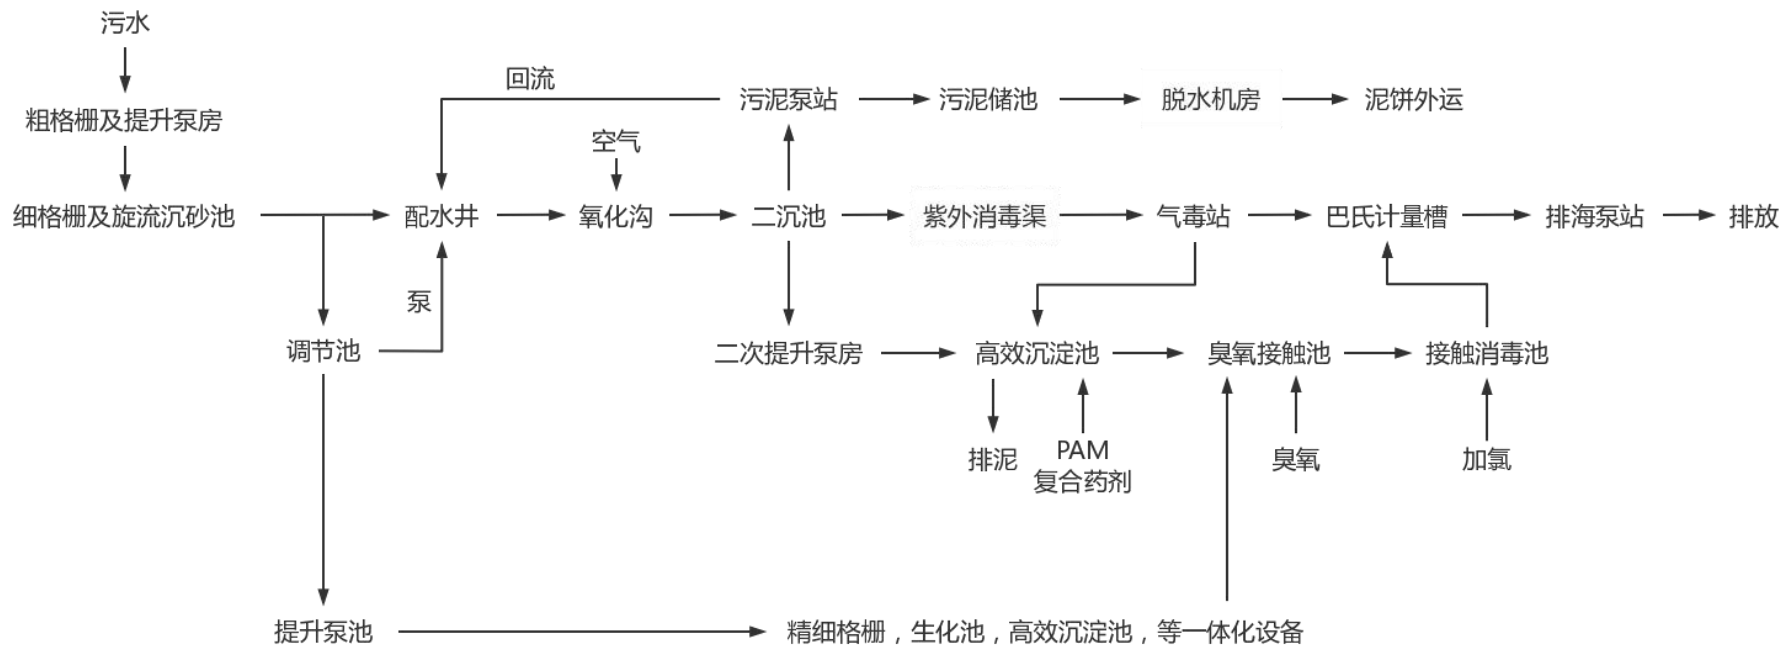 污水
回流
污泥泵站
污泥储池
脱水机房
泥饼外运
粗格栅及提升泵房
空气
细格栅及旋流沉砂池
配水井
氧化沟
二沉池
紫外消毒渠
气毒站
巴氏计量槽
排海泵站
排放
泵
调节池
二次提升泵房
高效沉淀池
臭氧接触池
接触消毒池
排泥
PAM
复合药剂
臭氧
加氯
提升泵池
精细格栅，生化池，高效沉淀池，等一体化设备